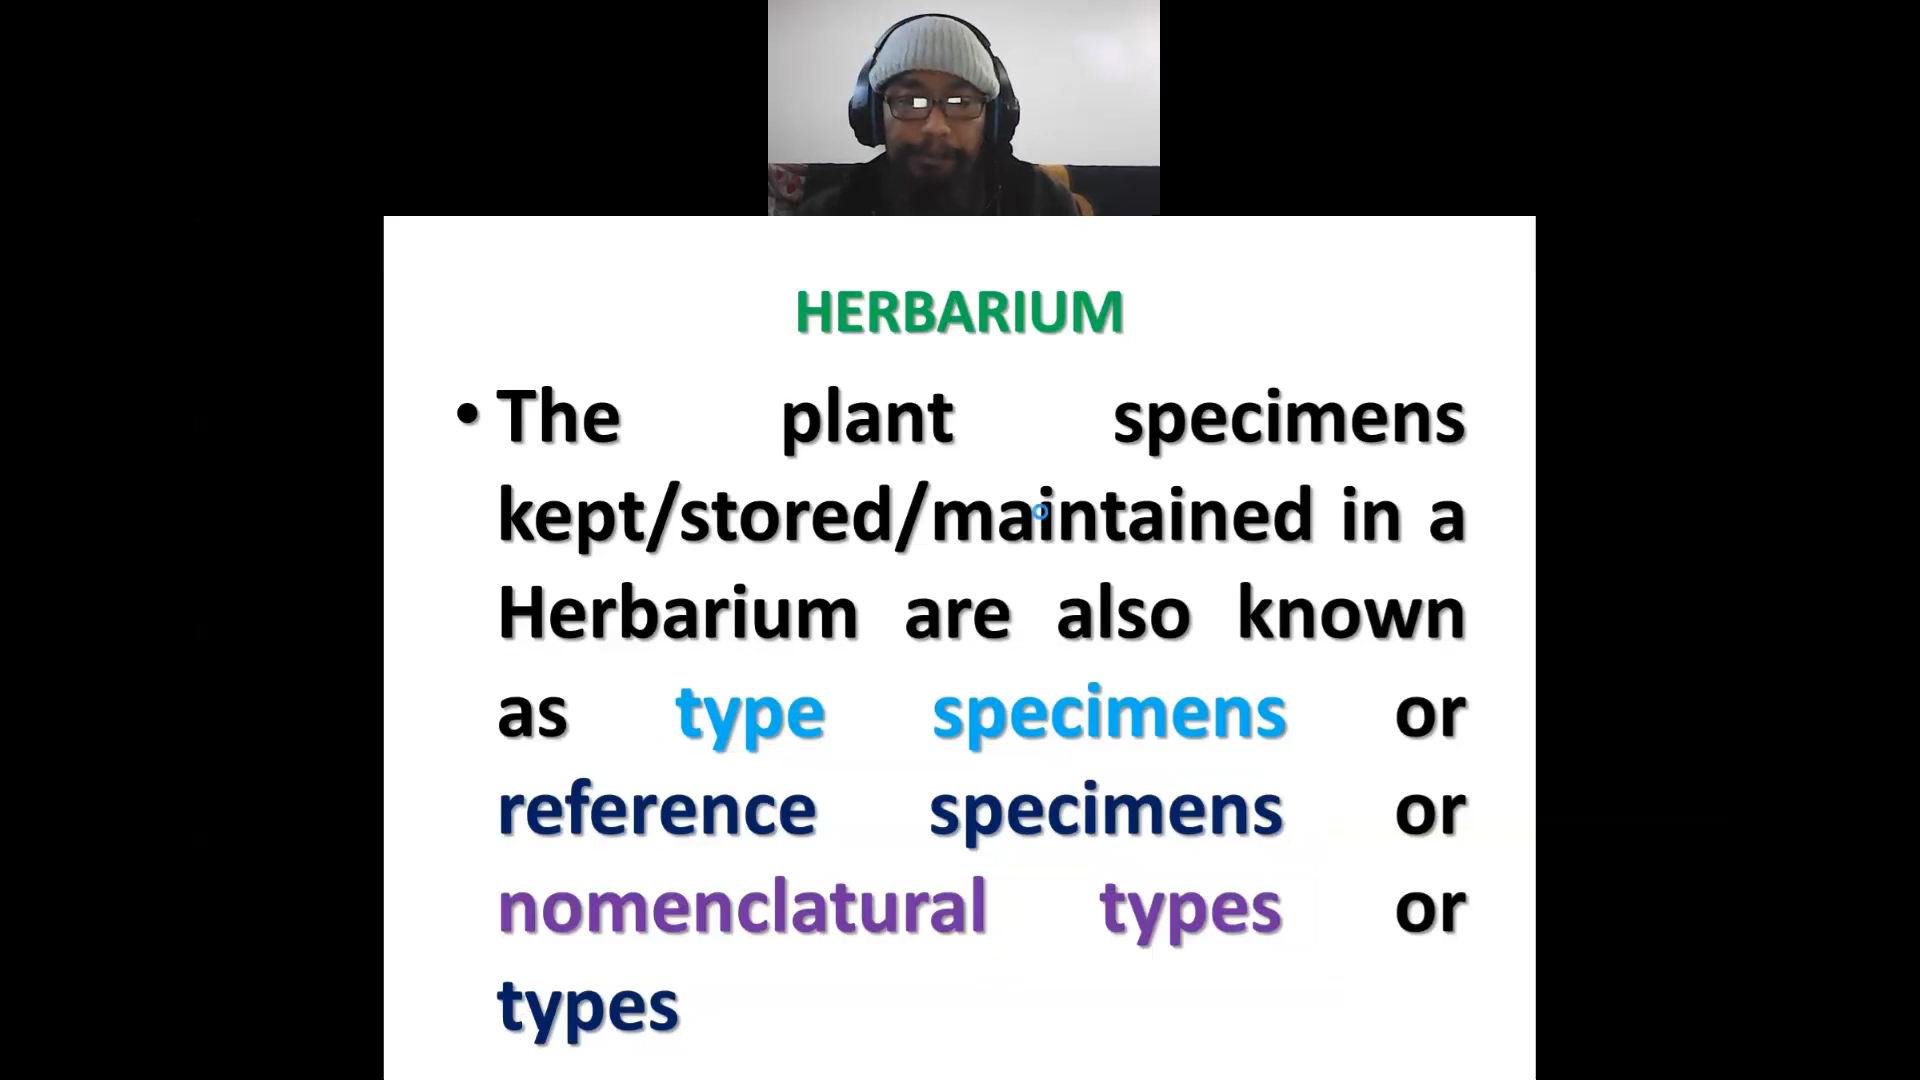 HERBARIUM
• The plant specimens
kept/stored/maintained in a
Herbarium are also known
as type specimens or
reference specimens or
nomenclatural types or
types